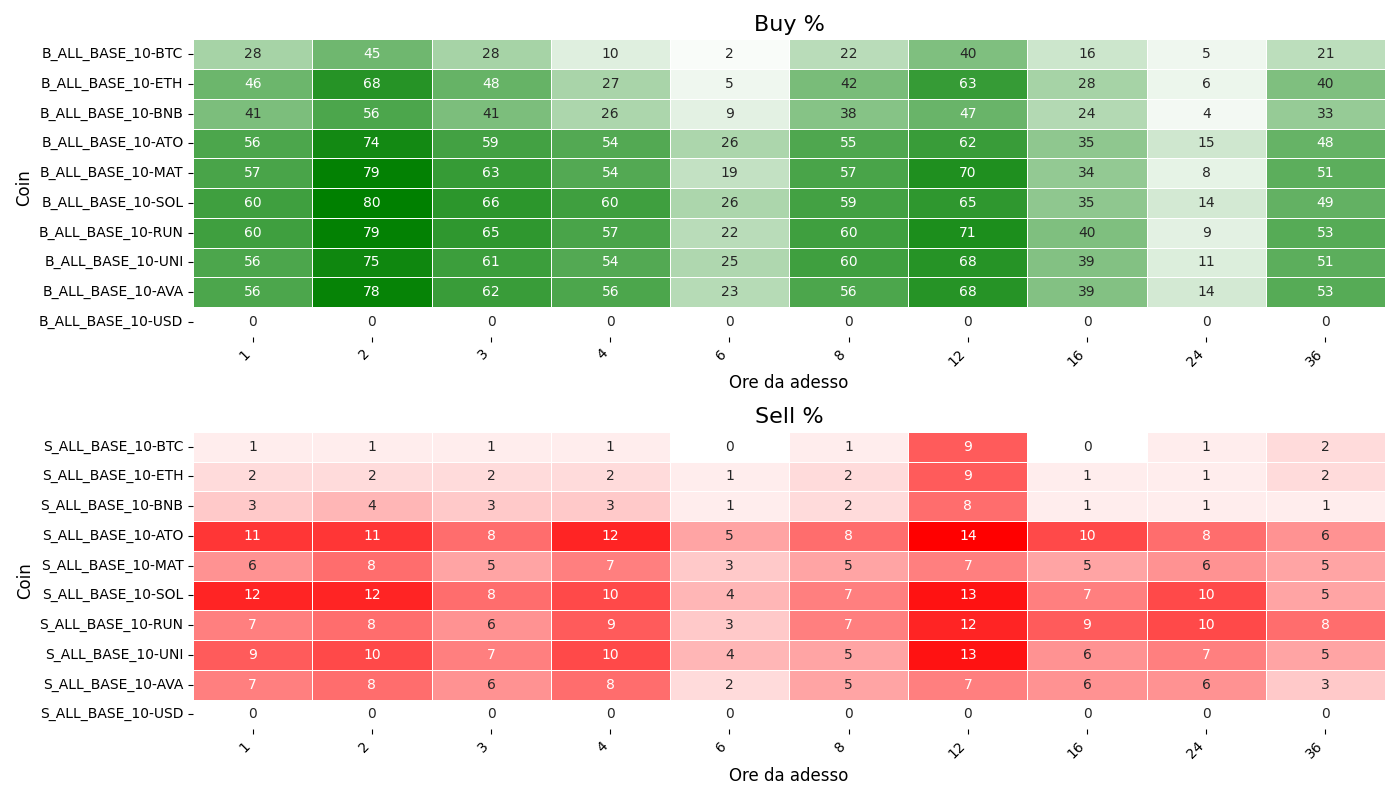 Buy %
Coin
B_ALL_BASE_10-BTC 28 45 28 10 2 22 40 16 5 21
B_ALL_BASE_10-ETH 46 68 48 27 5 42 63 28 6 40
B_ALL_BASE_10-BNB 41 56 41 26 9 38 47 24 4 33
B_ALL_BASE_10-ATO 56 74 59 54 26 55 62 35 15 48
B_ALL_BASE_10-MAT 57 79 63 54 19 57 70 34 8 51
B_ALL_BASE_10-SOL 60 80 66 60 26 59 65 35 14 49
B_ALL_BASE_10-RUN 60 79 65 57 22 60 71 40 9 53
B_ALL_BASE_10-UNI 56 75 61 54 25 60 68 39 11 51
B_ALL_BASE_10-AVA 56 78 62 56 23 56 68 39 14 53
B_ALL_BASE_10-USD 0 0 0 0 0 0 0 0 0 0
1 2 3 4 6 8 12 16 24 36
Ore da adesso
Sell %
Coin
S_ALL_BASE_10-BTC 1 1 1 1 0 1 9 0 1 2
S_ALL_BASE_10-ETH 2 2 2 2 1 2 9 1 1 2
S_ALL_BASE_10-BNB 3 4 3 3 1 2 8 1 1 1
S_ALL_BASE_10-ATO 11 11 8 12 5 8 14 10 8 6
S_ALL_BASE_10-MAT 6 8 5 7 3 5 7 5 6 5
S_ALL_BASE_10-SOL 12 12 8 10 4 7 13 7 10 5
S_ALL_BASE_10-RUN 7 8 6 9 3 7 12 9 10 8
S_ALL_BASE_10-UNI 9 10 7 10 4 5 13 6 7 5
S_ALL_BASE_10-AVA 7 8 6 8 2 5 7 6 6 3
S_ALL_BASE_10-USD 0 0 0 0 0 0 0 0 0 0
1 2 3 4 6 8 12 16 24 36
Ore da adesso